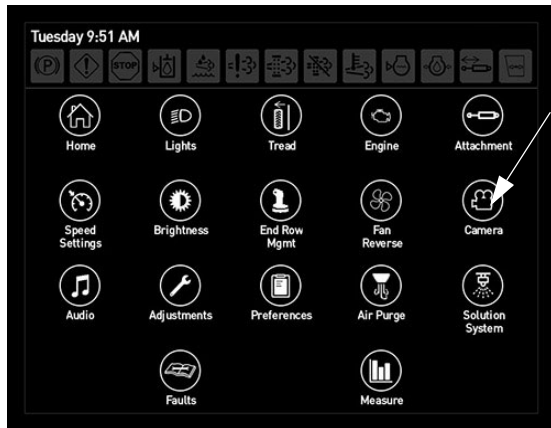 Tuesday 9:51 AM
(P) STOP
Home Lights Tread Engine Attachment
Speed Settings Brightness End Row Mgmt Fan Reverse Camera
Audio Adjustments Preferences Air Purge Solution System
Faults Measure